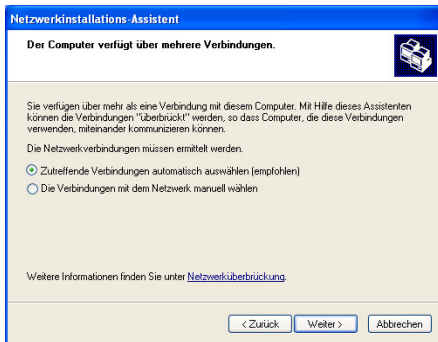 Netzwerkinstallations-Assistent
Der Computer verfügt über mehrere Verbindungen.
Sie verfügen über mehr als eine Verbindung mit diesem Computer. Mit Hilfe dieses Assistenten
können die Verbindungen "überbrückt" werden, so dass Computer, die diese Verbindungen
verwenden, miteinander kommunizieren können.
Die Netzwerkverbindungen müssen ermittelt werden.
Zutreffende Verbindungen automatisch auswählen (empfohlen)
Die Verbindungen mit dem Netzwerk manuell wählen
Weitere Informationen finden Sie unter Netzwerküberbrückung.
< Zurück Weiter > Abbrechen